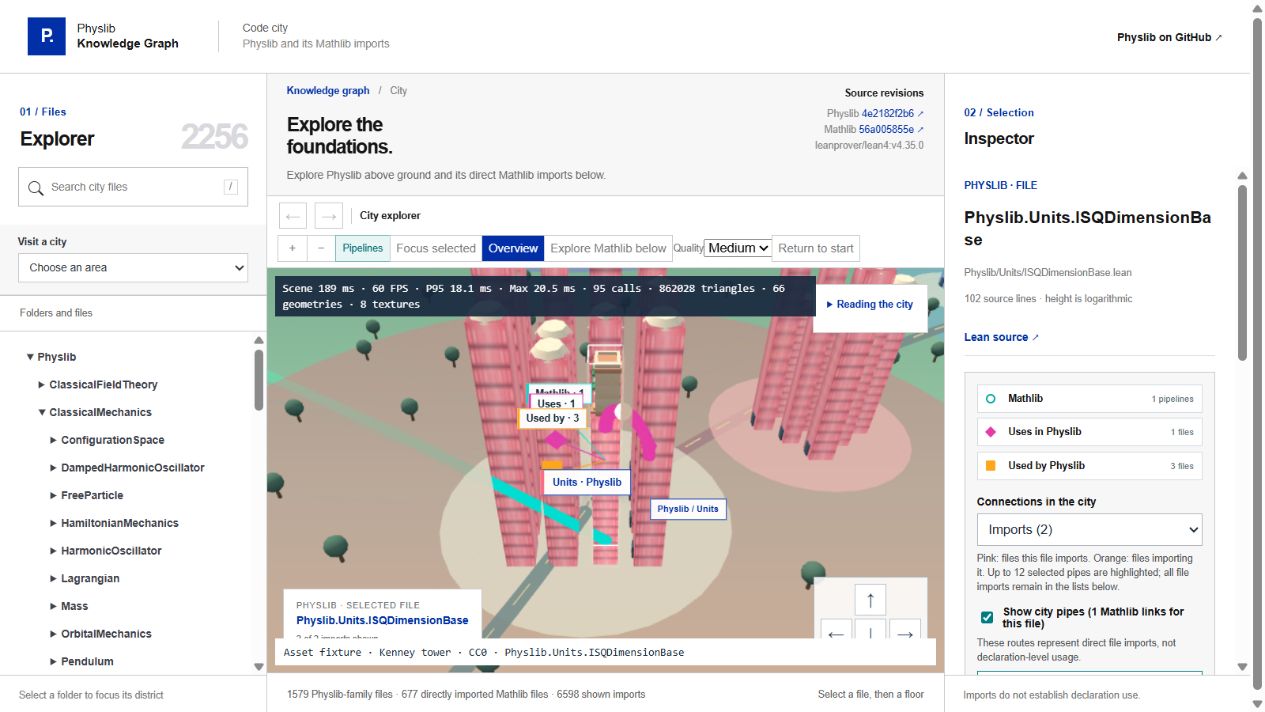 P.
Physlib
Knowledge Graph
Code city
Physlib and its Mathlib imports
Physlib on GitHub ↗
01 / Files
Explorer
2256
Search city files
/
Visit a city
Choose an area
Folders and files
Physlib
ClassicalFieldTheory
ClassicalMechanics
ConfigurationSpace
DampedHarmonicOscillator
FreeParticle
HamiltonianMechanics
HarmonicOscillator
Lagrangian
Mass
OrbitalMechanics
Pendulum
Select a folder to focus its district
Knowledge graph / City
Explore the
foundations.
Explore Physlib above ground and its direct Mathlib imports below.
Source revisions
Physlib 4e2182f2b6 ↗
Mathlib 56a005855e ↗
leanprover/lean4:v4.35.0
← → City explorer
+ − Pipelines Focus selected Overview Explore Mathlib below Quality Medium Return to start
Scene 189 ms · 60 FPS · P95 18.1 ms · Max 20.5 ms · 95 calls · 862028 triangles · 66
geometries · 8 textures
Reading the city
Mathlib · 1
Uses · 1
Used by · 3
Units · Physlib
Physlib / Units
PHYSLIB · SELECTED FILE
Physlib.Units.ISQDimensionBase
↑
← ↓ →
Asset fixture · Kenney tower · CC0 · Physlib.Units.ISQDimensionBase
1579 Physlib-family files · 677 directly imported Mathlib files · 6598 shown imports
Select a file, then a floor
02 / Selection
Inspector
PHYSLIB · FILE
Physlib.Units.ISQDimensionBa
se
Physlib/Units/ISQDimensionBase.lean
102 source lines · height is logarithmic
Lean source ↗
Mathlib 1 pipelines
Uses in Physlib 1 files
Used by Physlib 3 files
Connections in the city
Imports (2)
Pink: files this file imports. Orange: files importing
it. Up to 12 selected pipes are highlighted; all file
imports remain in the lists below.
Show city pipes (1 Mathlib links for
this file)
These routes represent direct file imports, not
declaration-level usage.
Imports do not establish declaration use.